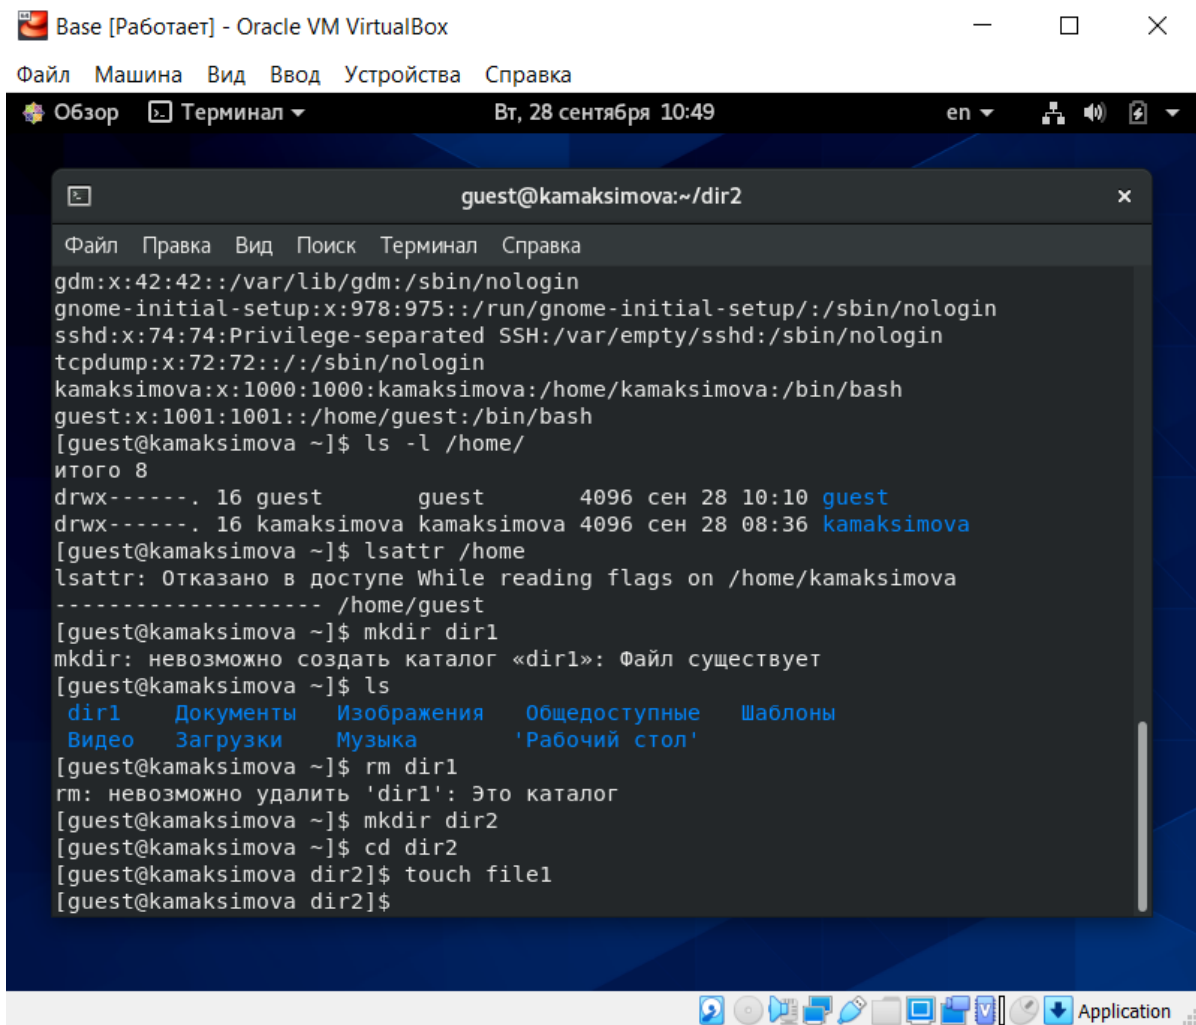 Base [Работает] - Oracle VM VirtualBox
Файл Машина Вид Ввод Устройства Справка
Обзор Терминал Вт, 28 сентября 10:49 en
guest@kamaksimova:~/dir2
Файл Правка Вид Поиск Терминал Справка
gdm:x:42:42::/var/lib/gdm:/sbin/nologin
gnome-initial-setup:x:978:975::/run/gnome-initial-setup/:/sbin/nologin
sshd:x:74:74:Privilege-separated SSH:/var/empty/sshd:/sbin/nologin
tcpdump:x:72:72::/:/sbin/nologin
kamaksimova:x:1000:1000:kamaksimova:/home/kamaksimova:/bin/bash
guest:x:1001:1001::/home/guest:/bin/bash
[guest@kamaksimova ~]$ ls -l /home/
итого 8
drwx------. 16 guest       guest       4096 сен 28 10:10 guest
drwx------. 16 kamaksimova kamaksimova 4096 сен 28 08:36 kamaksimova
[guest@kamaksimova ~]$ lsattr /home
lsattr: Отказано в доступе While reading flags on /home/kamaksimova
-------------------- /home/guest
[guest@kamaksimova ~]$ mkdir dir1
mkdir: невозможно создать каталог «dir1»: Файл существует
[guest@kamaksimova ~]$ ls
dir1 Документы Изображения Общедоступные Шаблоны
Видео Загрузки Музыка 'Рабочий стол'
[guest@kamaksimova ~]$ rm dir1
rm: невозможно удалить 'dir1': Это каталог
[guest@kamaksimova ~]$ mkdir dir2
[guest@kamaksimova ~]$ cd dir2
[guest@kamaksimova dir2]$ touch file1
[guest@kamaksimova dir2]$
Application